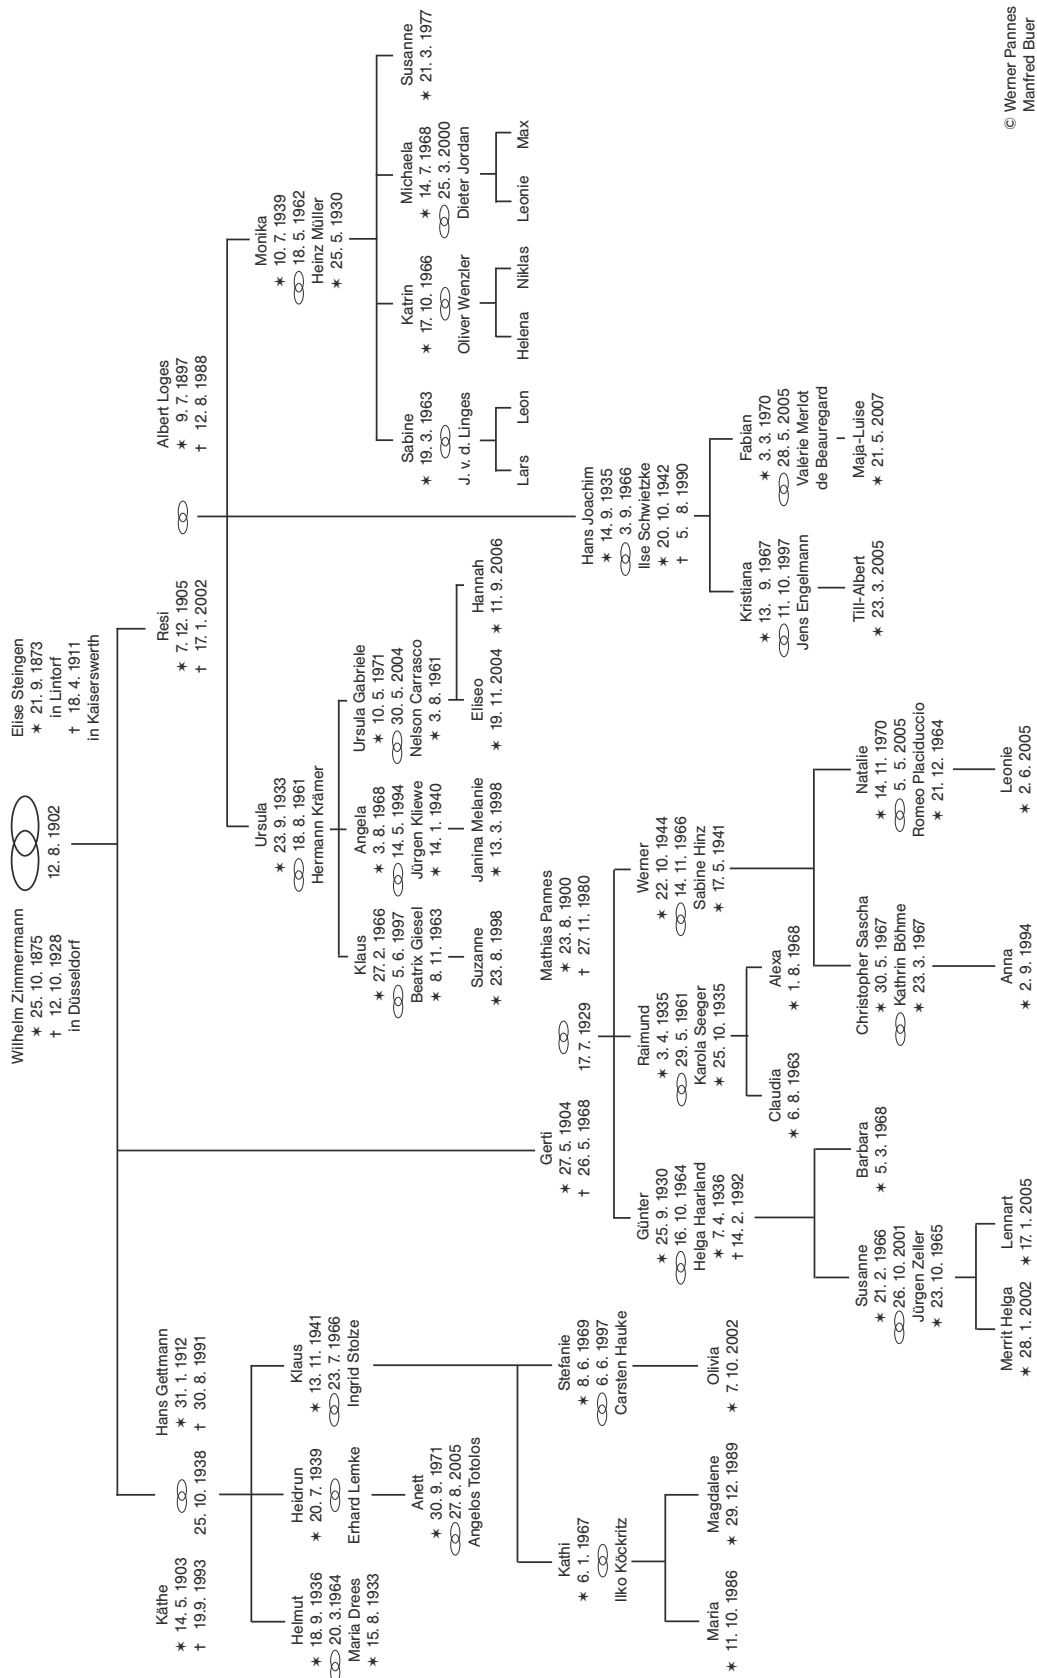 Wilhelm Zimmermann
✶ 25. 10. 1875
† 12. 10. 1928
in Düsseldorf
12. 8. 1902
Elise Steingen
✶ 21. 9. 1873
in Lintorf
† 18. 4. 1911
in Kaiserswerth
Käthe
✶ 14. 5. 1903
† 19.9. 1993
25. 10. 1938
Hans Gettmann
✶ 31. 1. 1912
† 30. 8. 1991
Resi
✶ 7. 12. 1905
† 17. 1. 2002
Albert Loges
✶ 9. 7. 1897
† 12. 8. 1988
Helmut
✶ 18. 9. 1936
20. 3.1964
Maria Drees
✶ 15. 8. 1933
Heidrun
✶ 20. 7. 1939
Erhard Lemke
Klaus
✶ 13. 11. 1941
23. 7. 1966
Ingrid Stolze
Anett
✶ 30. 9. 1971
27. 8. 2005
Angelos Totolos
Kathi
✶ 6. 1. 1967
Ilko Köckritz
Stefanie
✶ 8. 6. 1969
6. 6. 1997
Carsten Hauke
Maria
✶ 11. 10. 1986
Magdalene
✶ 29. 12. 1989
Olivia
✶ 7. 10. 2002
Gerti
✶ 27. 5. 1904
† 26. 5. 1968
17. 7. 1929
Mathias Pannes
✶ 23. 8. 1900
† 27. 11. 1980
Günter
✶ 25. 9. 1930
16. 10. 1964
Helga Haarland
✶ 7. 4. 1936
† 14. 2. 1992
Raimund
✶ 3. 4. 1935
29. 5. 1961
Karola Seeger
✶ 25. 10. 1935
Werner
✶ 22. 10. 1944
14. 11. 1966
Sabine Hinz
✶ 17. 5. 1941
Claudia
✶ 6. 8. 1963
Alexa
✶ 1. 8. 1968
Susanne
✶ 21. 2. 1966
26. 10. 2001
Jürgen Zeller
✶ 23. 10. 1965
Barbara
✶ 5. 3. 1968
Christopher Sascha
✶ 30. 5. 1967
Kathrin Böhme
✶ 23. 3. 1967
Natalie
✶ 14. 11. 1970
5. 5. 2005
Romeo Placiduccio
✶ 21. 12. 1964
Merrit Helga
✶ 28. 1. 2002
Lennart
✶ 17. 1. 2005
Anna
✶ 2. 9. 1994
Leonie
✶ 2. 6. 2005
Ursula
✶ 23. 9. 1933
18. 8. 1961
Hermann Krämer
Klaus
✶ 27. 2. 1966
5. 6. 1997
Beatrix Giesel
✶ 8. 11. 1963
Angela
✶ 3. 8. 1968
14. 5. 1994
Jürgen Kliewe
✶ 14. 1. 1940
Ursula Gabriele
✶ 10. 5. 1971
30. 5. 2004
Nelson Carrasco
✶ 3. 8. 1961
Suzanne
✶ 23. 8. 1998
Janina Melanie
✶ 13. 3. 1998
Eliseo
✶ 19. 11. 2004
Hannah
✶ 11. 9. 2006
Hans Joachim
✶ 14. 9. 1935
3. 9. 1966
Ilse Schwietzke
✶ 20. 10. 1942
† 5. 8. 1990
Kristiana
✶ 13. 9. 1967
11. 10. 1997
Jens Engelmann
Fabian
✶ 3. 3. 1970
28. 5. 2005
Valérie Merlot
de Beauregard
Till-Albert
✶ 23. 3. 2005
Maja-Luise
✶ 21. 5. 2007
Monika
✶ 10. 7. 1939
18. 5. 1962
Heinz Müller
✶ 25. 5. 1930
Sabine
✶ 19. 3. 1963
J. v. d. Linges
Katrin
✶ 17. 10. 1966
Oliver Wenzler
Michaela
✶ 14. 7. 1968
25. 3. 2000
Dieter Jordan
Susanne
✶ 21. 3. 1977
Lars
Leon
Helena
Niklas
Leonie
Max
© Werner Pannes
Manfred Buer